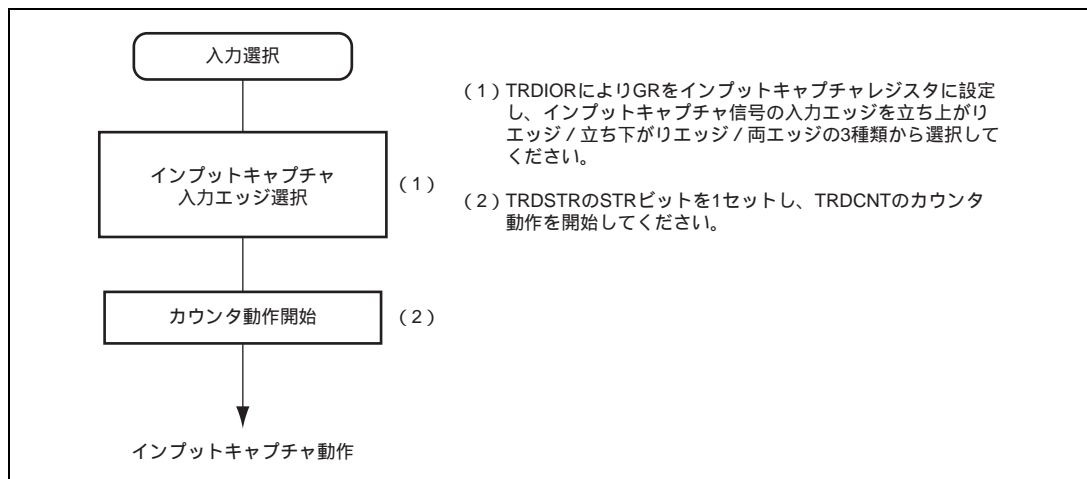 入力選択
インプットキャプチャ
入力エッジ選択
（1）
カウンタ動作開始
（2）
インプットキャプチャ動作
（1）TRDIORによりGRをインプットキャプチャレジスタに設定
し、インプットキャプチャ信号の入力エッジを立ち上がり
エッジ / 立ち下がりエッジ / 両エッジの3種類から選択して
ください。
（2）TRDSTRのSTRビットを1セットし、TRDCNTのカウンタ
動作を開始してください。